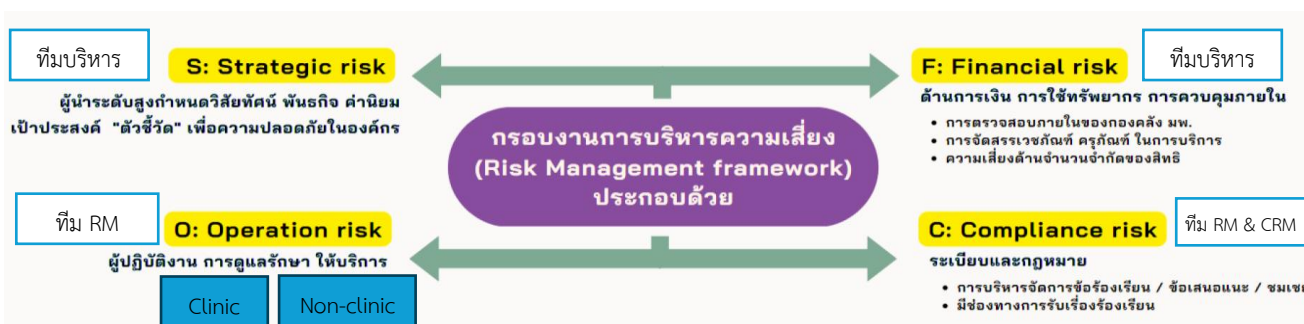 ทีมบริหาร
S: Strategic risk
ผู้นำระดับสูงกำหนดวิสัยทัศน์ พันธกิจ ค่านิยม
เป้าประสงค์ "ตัวชี้วัด" เพื่อความปลอดภัยในองค์กร
F: Financial risk
ทีมบริหาร
ด้านการเงิน การใช้ทรัพยากร การควบคุมภายใน
• การตรวจสอบภายในของกองคลัง มพ.
• การจัดสรรเวชภัณฑ์ ครุภัณฑ์ ในการบริการ
• ความเสี่ยงด้านจำนวนจำกัดของสิทธิ
กรอบงานการบริหารความเสี่ยง
(Risk Management framework)
ประกอบด้วย
ทีม RM
O: Operation risk
ผู้ปฏิบัติงาน การดูแลรักษา ให้บริการ
Clinic
Non-clinic
C: Compliance risk
ทีม RM & CRM
ระเบียบและกฎหมาย
• การบริหารจัดการข้อร้องเรียน / ข้อเสนอแนะ / ชมเชย
• มีช่องทางการรับเรื่องร้องเรียน